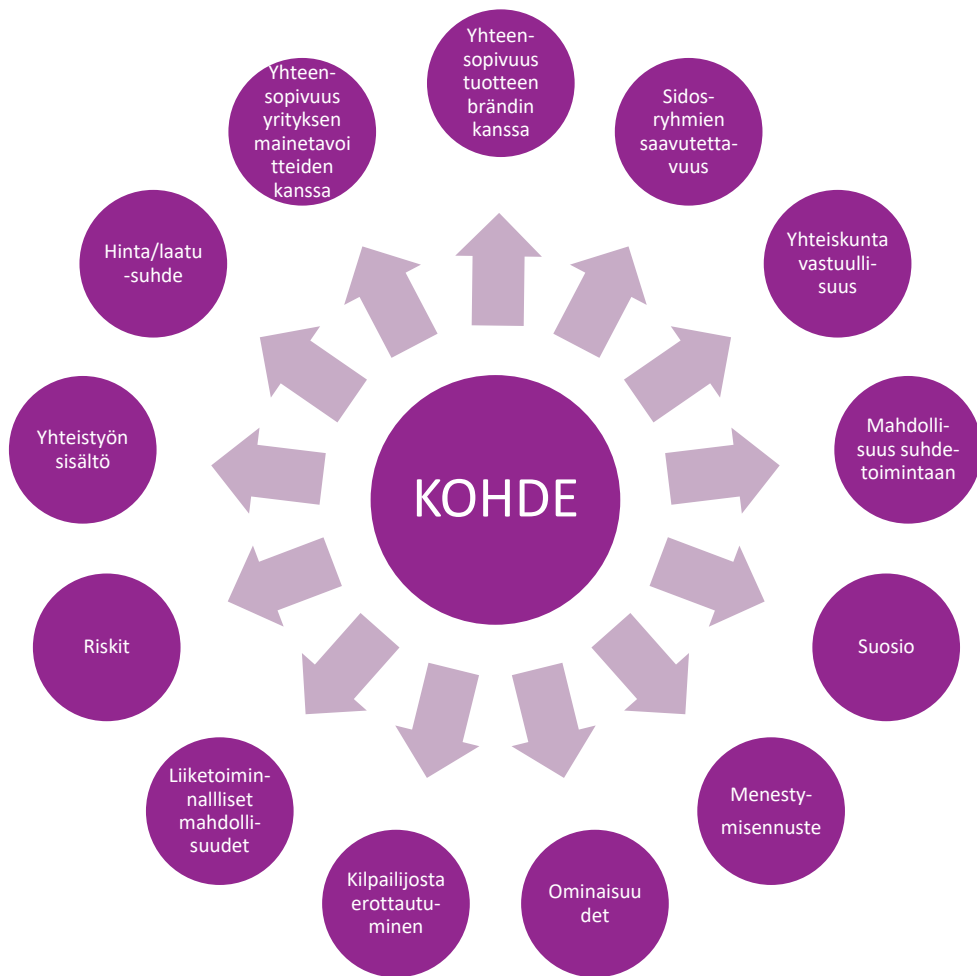 Yhteen-
sopivuus
tuotteen
brändin
kanssa
Sidos-
ryhmien
saavutetta-
vuus
Yhteiskunta
vastuulli-
suus
Mahdolli-
suus suhde-
toimintaan
Suosio
Menesty-
misennuste
Ominaisuu
det
Kilpailijosta
erottautu-
minen
Liiketoimin-
nallliset
mahdolli-
suudet
Riskit
Yhteistyön
sisältö
Hinta/laatu
-suhde
Yhteen-
sopivuus
yrityksen
mainetavoi
tteiden
kanssa
KOHDE